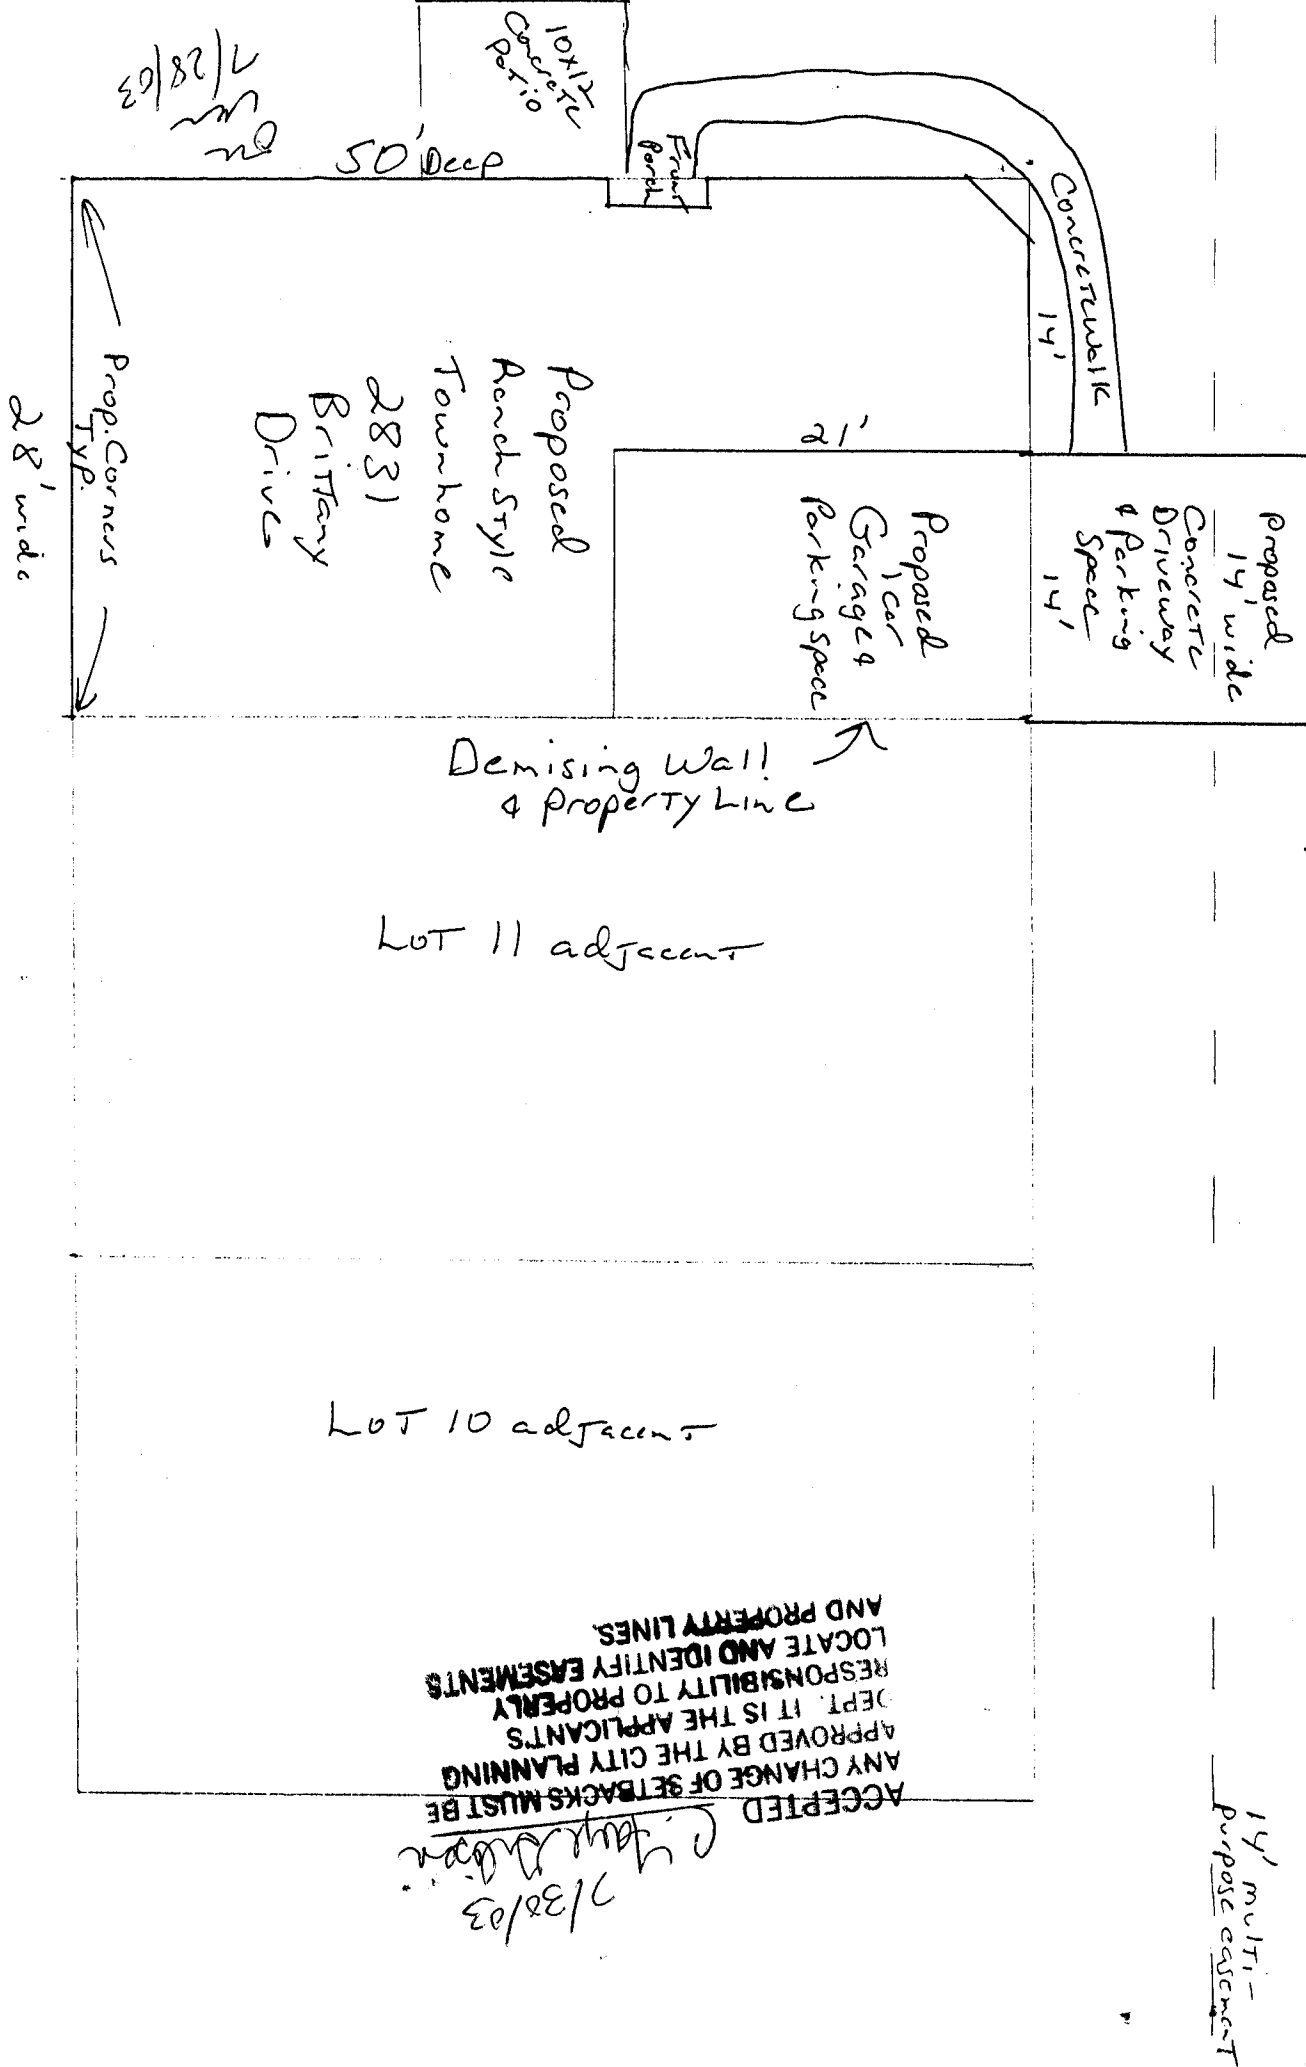 10x12
Concrete
Patio
7/28/03
50' Deep
Front
Porch
Concrete Walk
14'
21'
Proposed
14' wide
Concrete
Driveway
& Parking
Space
14'
Proposed
1 car
Garage &
Parking Space
Proposed
Ranch Style
Townhome
2831
Brittany
Drive
Prop. Corners
Typ.
28' wide
Demising Wall
& Property Line
Lot 11 adjacent
Lot 10 adjacent
7/30/03
ACCEPTED
ANY CHANGE OF SETBACKS MUST BE
APPROVED BY THE CITY PLANNING
DEPT. IT IS THE APPLICANT'S
RESPONSIBILITY TO PROPERLY
LOCATE AND IDENTIFY EASEMENTS
AND PROPERTY LINES.
14' multi-
purpose easement